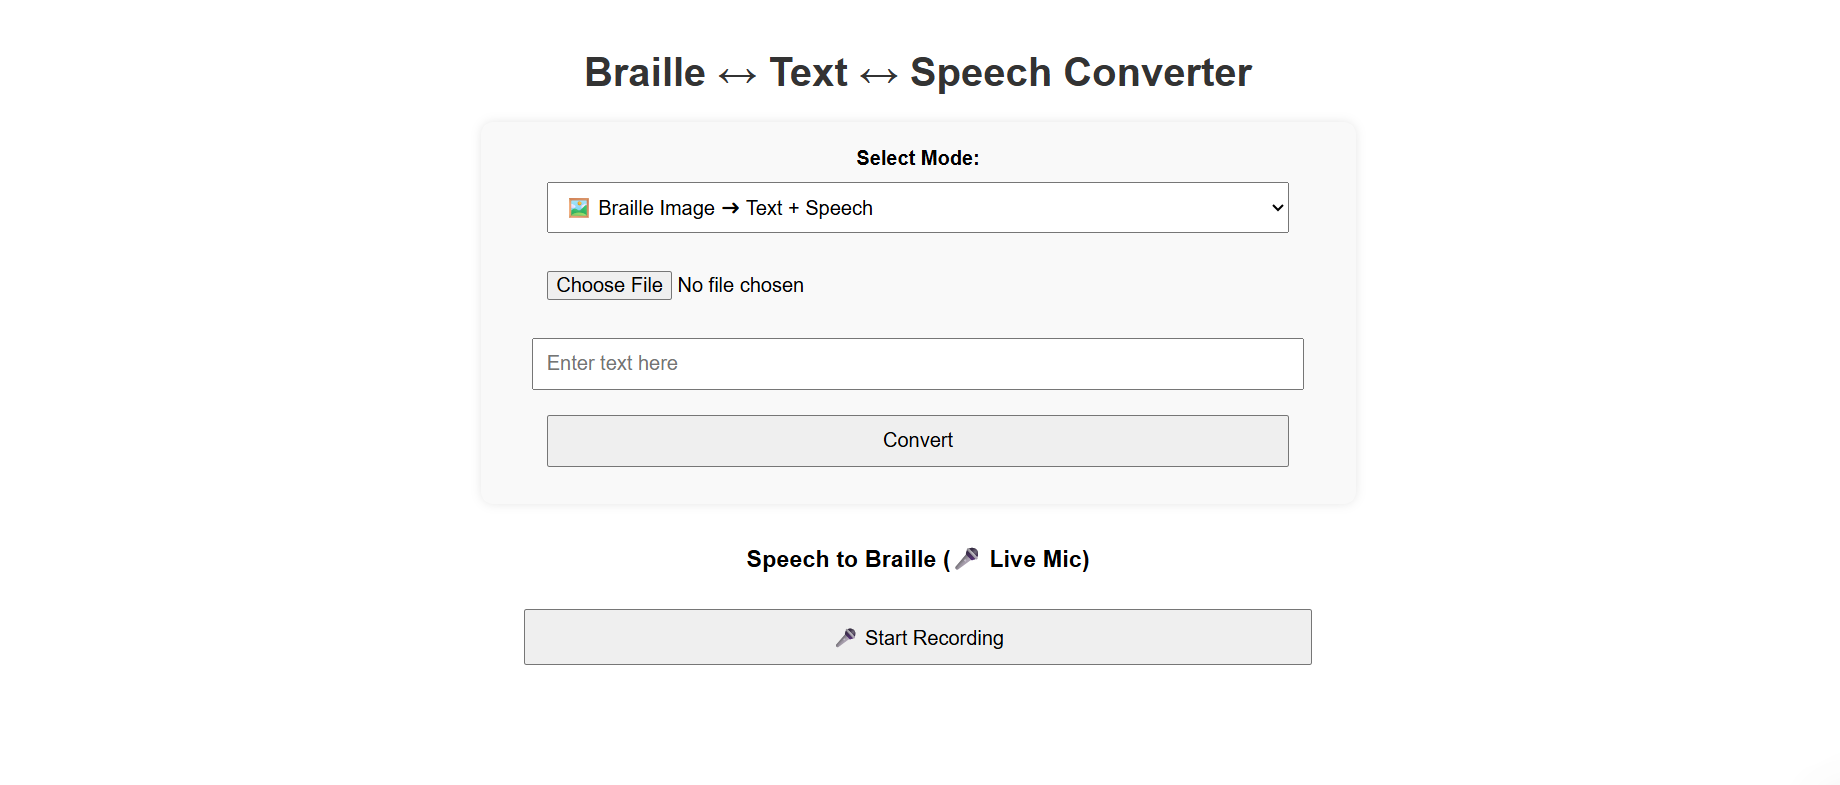 Braille ↔ Text ↔ Speech Converter
Select Mode:
🖼️ Braille Image → Text + Speech
Choose File No file chosen
Enter text here
Convert
Speech to Braille (🎤 Live Mic)
🎤 Start Recording